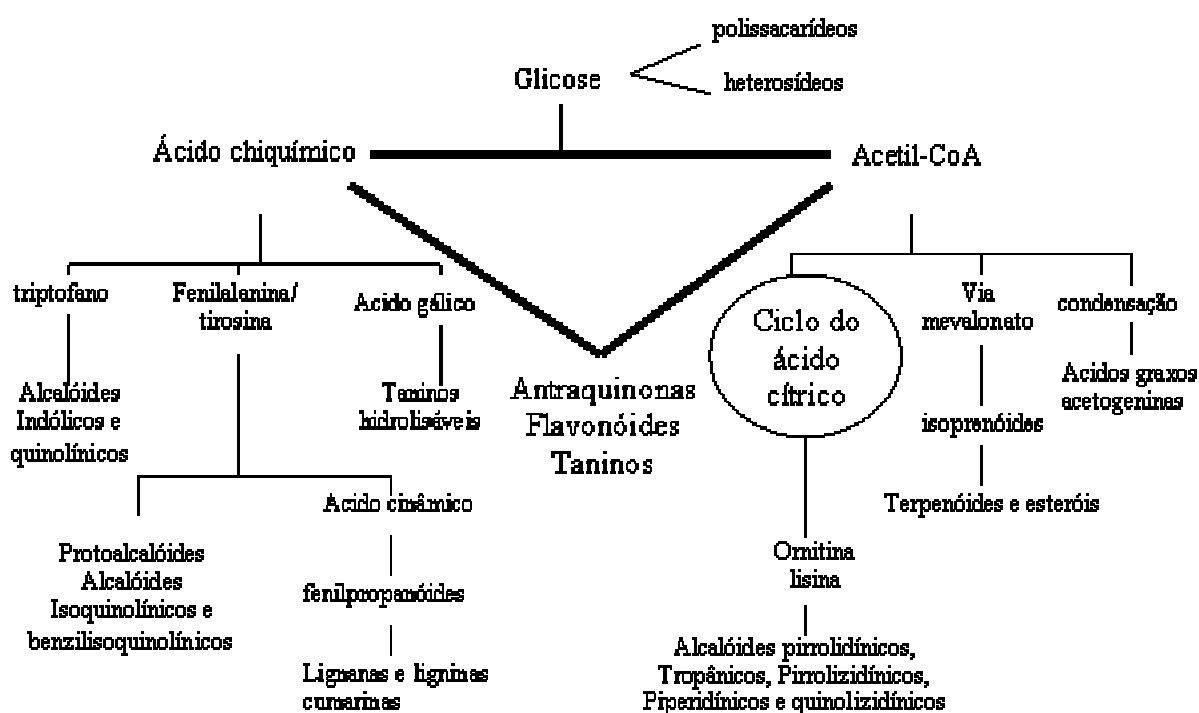 polissacarídeos
Glicose
heterosídeos
Ácido chiquímico
Acetil-CoA
triptofano
Fenilalanina/
tirosina
Acido gálico
Ciclo do
ácido
cítrico
Via
mevalonato
condensação
Alcalóides
Indólicos e
quinolínicos
Taninos
hidrolisáveis
Antraquinonas
Flavonóides
Taninos
isoprenóides
Acidos graxos
acetogeninas
Acido cinâmico
Terpenóides e esteróis
Protoalcalóides
Alcalóides
Isoquinolínicos e
benzilisoquinolínicos
fenilpropanóides
Ornitina
lisina
Lignanas e ligninas
cumarinas
Alcalóides pirrolidínicos,
Tropânicos, Pirrolizidínicos,
Piperidínicos e quinolizidínicos